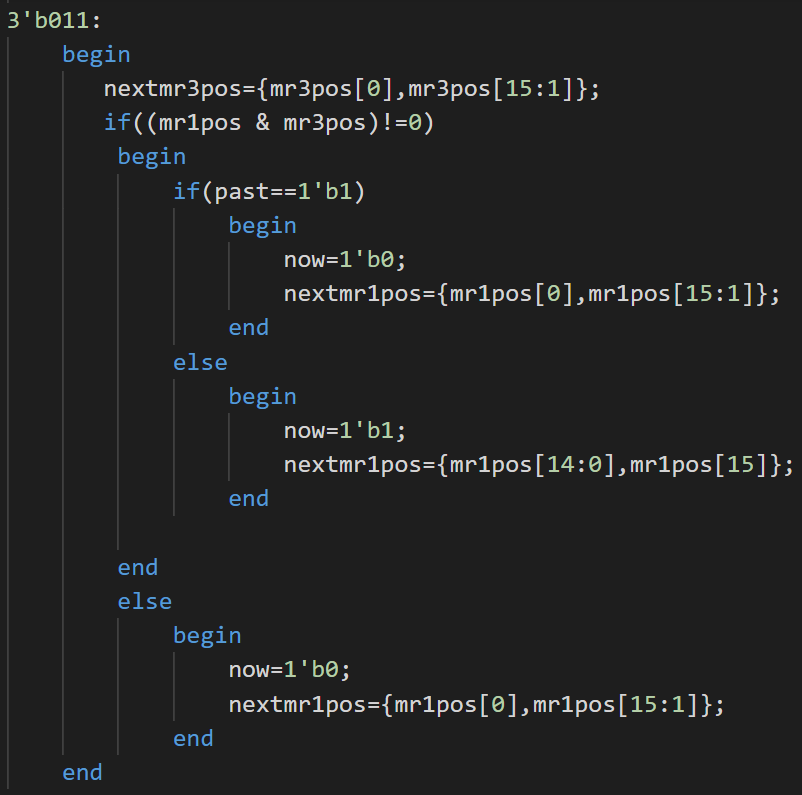 3'b011:
    begin
       nextmr3pos={mr3pos[0],mr3pos[15:1]};
       if((mr1pos & mr3pos)!=0)
        begin
            if(past==1'b1)
                begin
                    now=1'b0;
                    nextmr1pos={mr1pos[0],mr1pos[15:1]};
                end
            else
                begin
                    now=1'b1;
                    nextmr1pos={mr1pos[14:0],mr1pos[15]};
                end

        end
        else
            begin
                now=1'b0;
                nextmr1pos={mr1pos[0],mr1pos[15:1]};
            end
    end